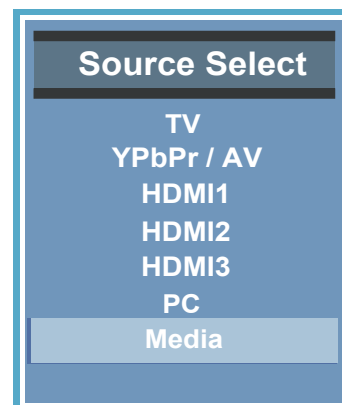 Source Select
TV
YPbPr / AV
HDMI1
HDMI2
HDMI3
PC
Media